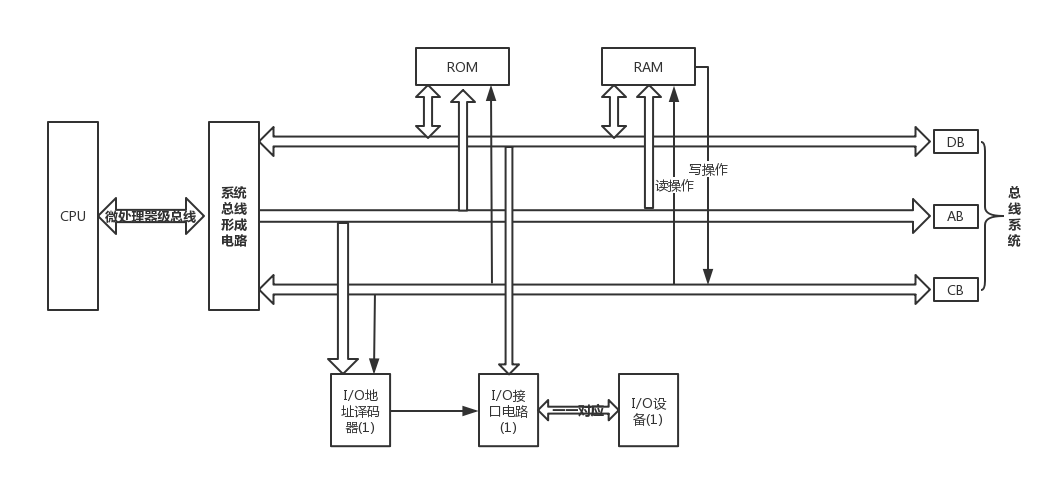 ROM
RAM
CPU
微处理器级总线
系统
总线
形成
电路
DB
写操作
读操作
AB
总
线
系
统
CB
I/O地
址译码
器(1)
I/O接
口电路
(1)
一一对应
I/O设
备(1)